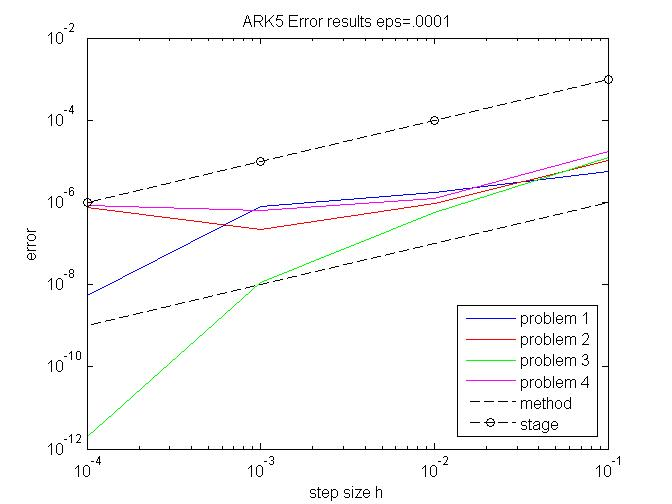 ARK5 Error results eps=.0001
10^-2
10^-4
10^-6
10^-8
10^-10
10^-12
error
10^-4
10^-3
10^-2
10^-1
step size h
problem 1
problem 2
problem 3
problem 4
method
stage